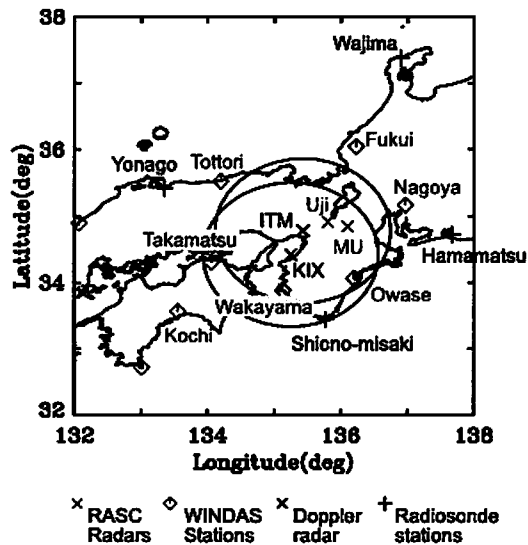 38
Wajima
36
Fukui
Yonago
Tottori
Nagoya
Uji
ITM
MU
Hamamatsu
Takamatsu
KIX
34
Owase
Wakayama
Kochi
Shiono-misaki
32
132
134
136
138
Latitude(deg)
Longitude(deg)
RASC
Radars
WINDAS
Stations
Doppler
radar
Radiosonde
stations